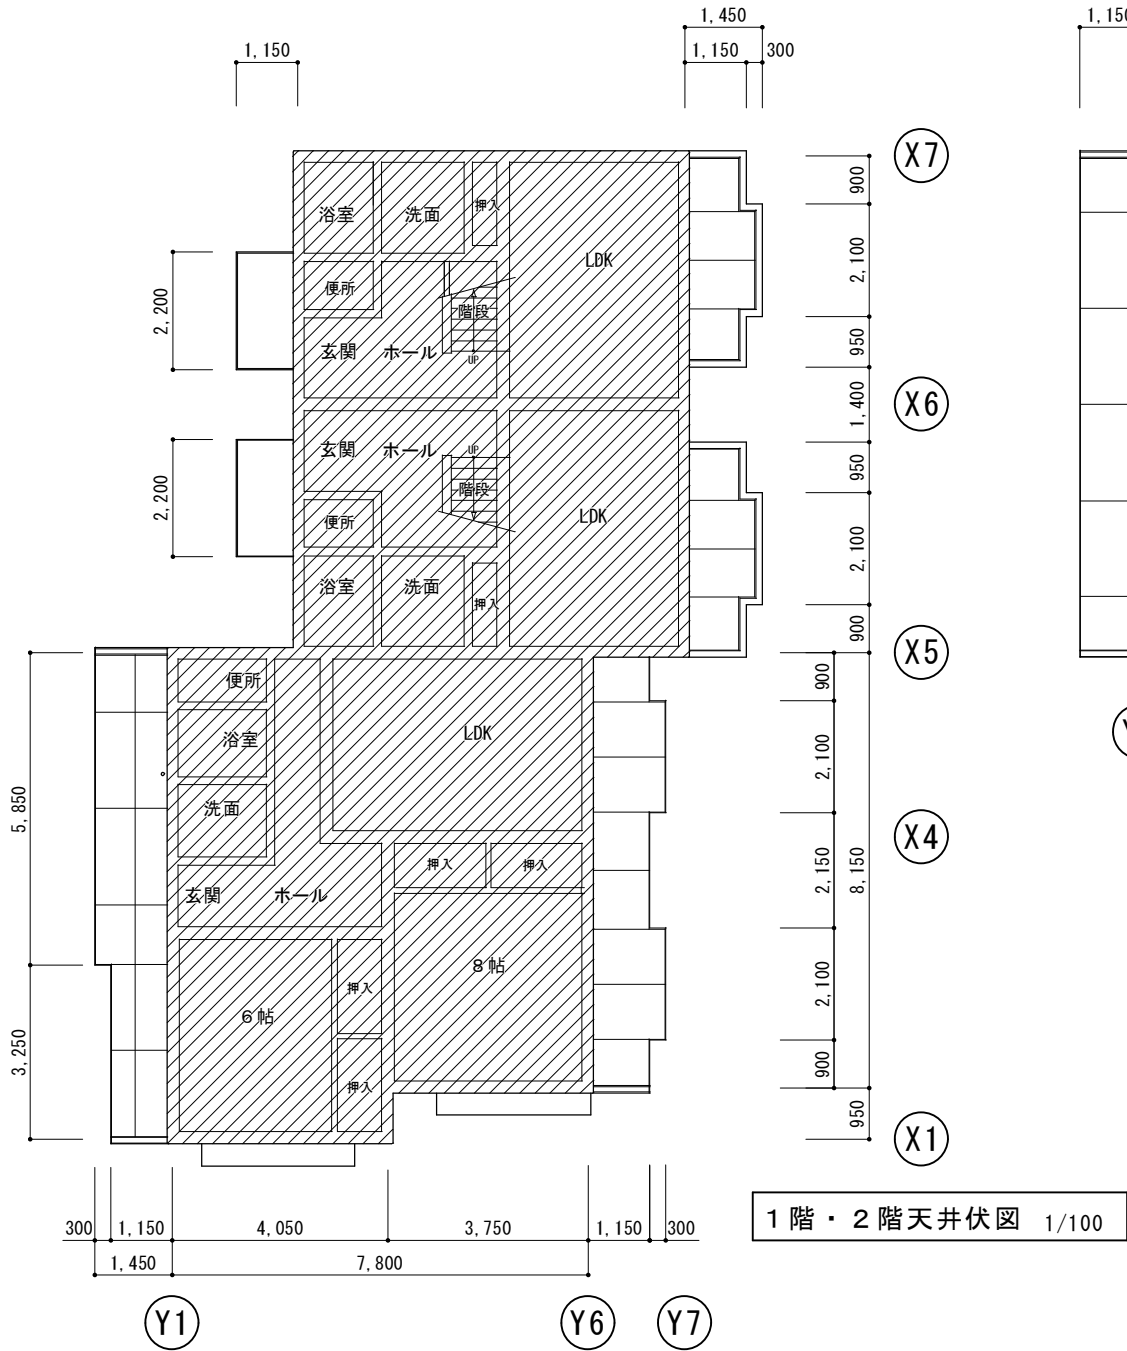 1,450
1,150
1,150
1,150
300
X7
900
浴室
洗面
押入
LDK
2,100
便所
階段
2,200
玄関
ホール
UP
950
X6
1,400
玄関
ホール
UP
950
階段
2,200
便所
LDK
2,100
浴室
洗面
押入
900
X5
便所
900
浴室
LDK
2,100
洗面
5,850
X4
押入
押入
2,150
8,150
玄関
ホール
8帖
押入
2,100
6帖
3,250
押入
900
950
X1
300
1,150
4,050
3,750
1,150
300
1階・2階天井伏図 1/100
1,450
7,800
Y1
Y6
Y7